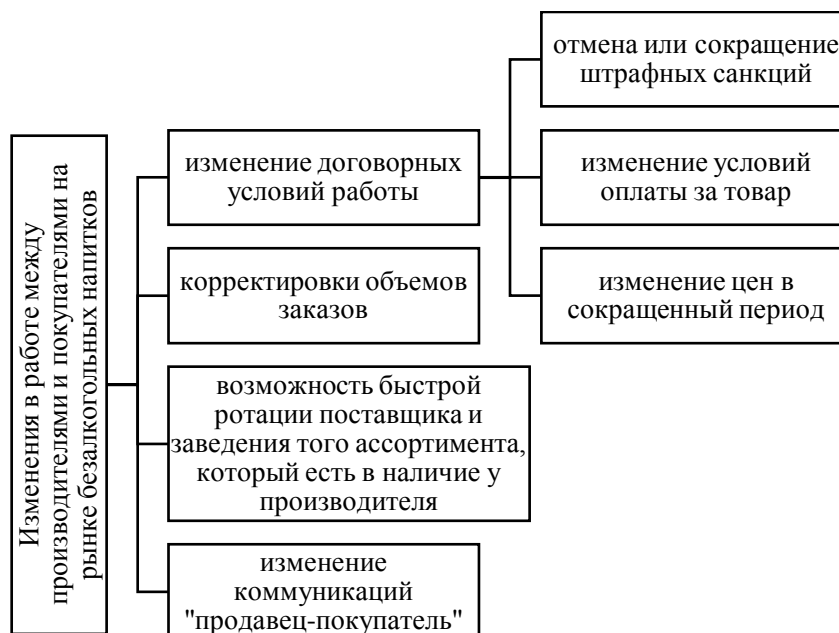 Изменения в работе между
производителями и покупателями на
рынке безалкогольных напитков
изменение договорных
условий работы
отмена или сокращение
штрафных санкций
изменение условий
оплаты за товар
изменение цен в
сокращенный период
корректировки объемов
заказов
возможность быстрой
ротации поставщика и
заведения того ассортимента,
который есть в наличие у
производителя
изменение
коммуникаций
"продавец-покупатель"